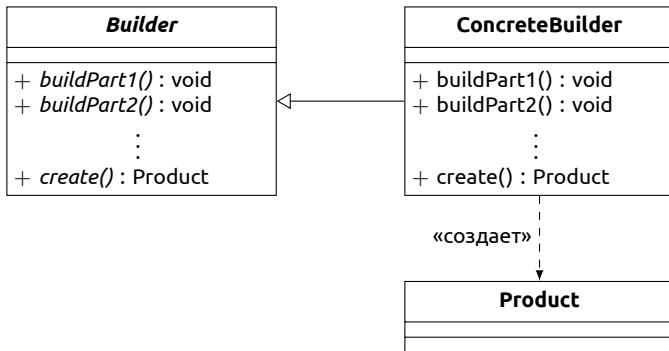 Builder
+ buildPart1() : void
+ buildPart2() : void
⋮
+ create() : Product
ConcreteBuilder
+ buildPart1() : void
+ buildPart2() : void
⋮
+ create() : Product
«создает»
Product